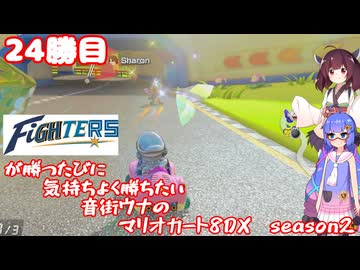 24勝目
Sharon
FIGHTERS
が勝つたびに
気持ちよく勝ちたい
音街ウナの
マリオカート8DX season2
/3